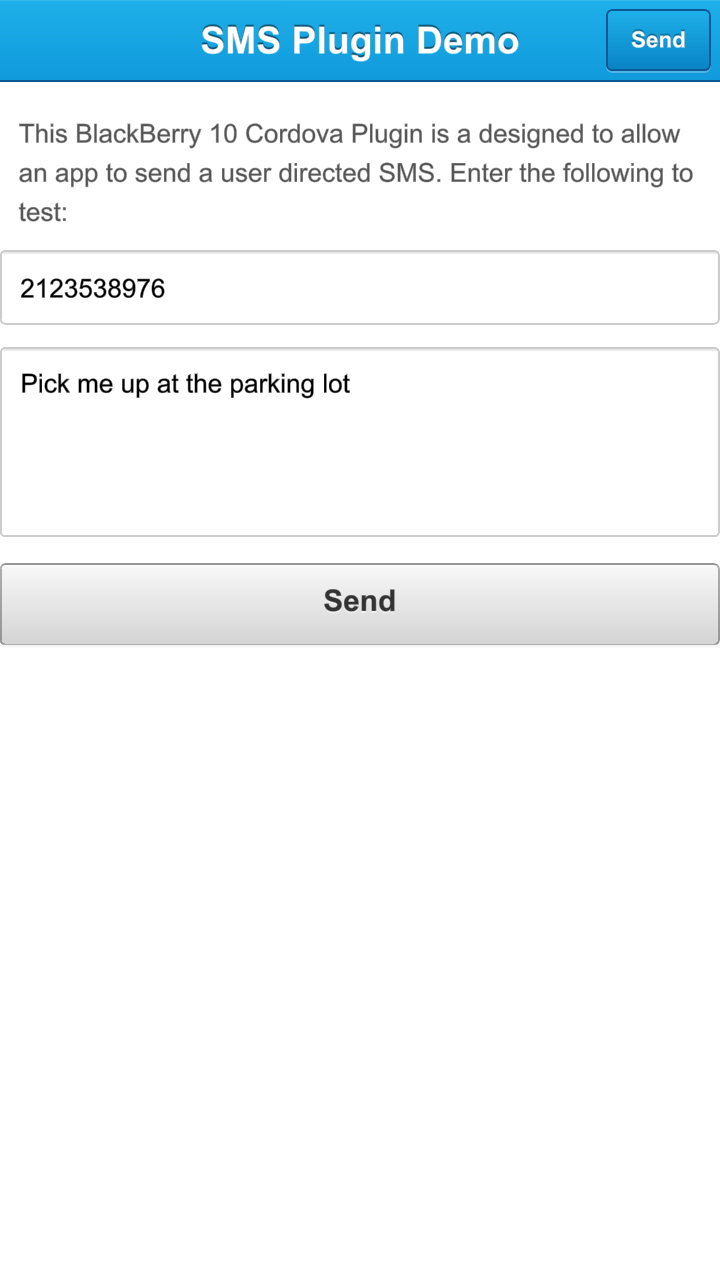 SMS Plugin Demo
Send
This BlackBerry 10 Cordova Plugin is a designed to allow
an app to send a user directed SMS. Enter the following to
test:
2123538976
Pick me up at the parking lot
Send